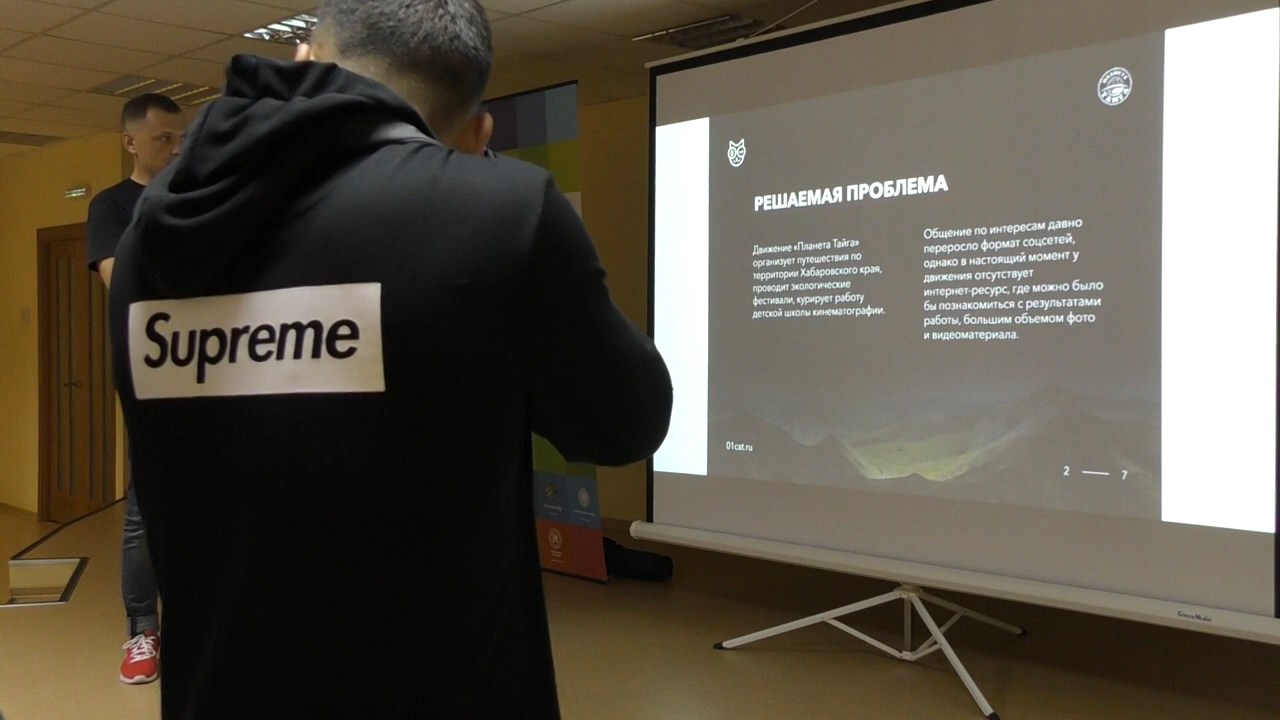 Supreme
РЕШАЕМАЯ ПРОБЛЕМА
Движение «Планета Тайга»
организует путешествия по
территории Хабаровского края,
проводит экологические
фестивали, курирует работу
детской школы кинематографии.
Общение по интересам давно
переросло формат соцсетей,
однако в настоящий момент у
движения отсутствует
интернет-ресурс, где можно было
бы познакомиться с результатами
работы, большим объемом фото
и видеоматериала.
01cat.ru
2 — 7